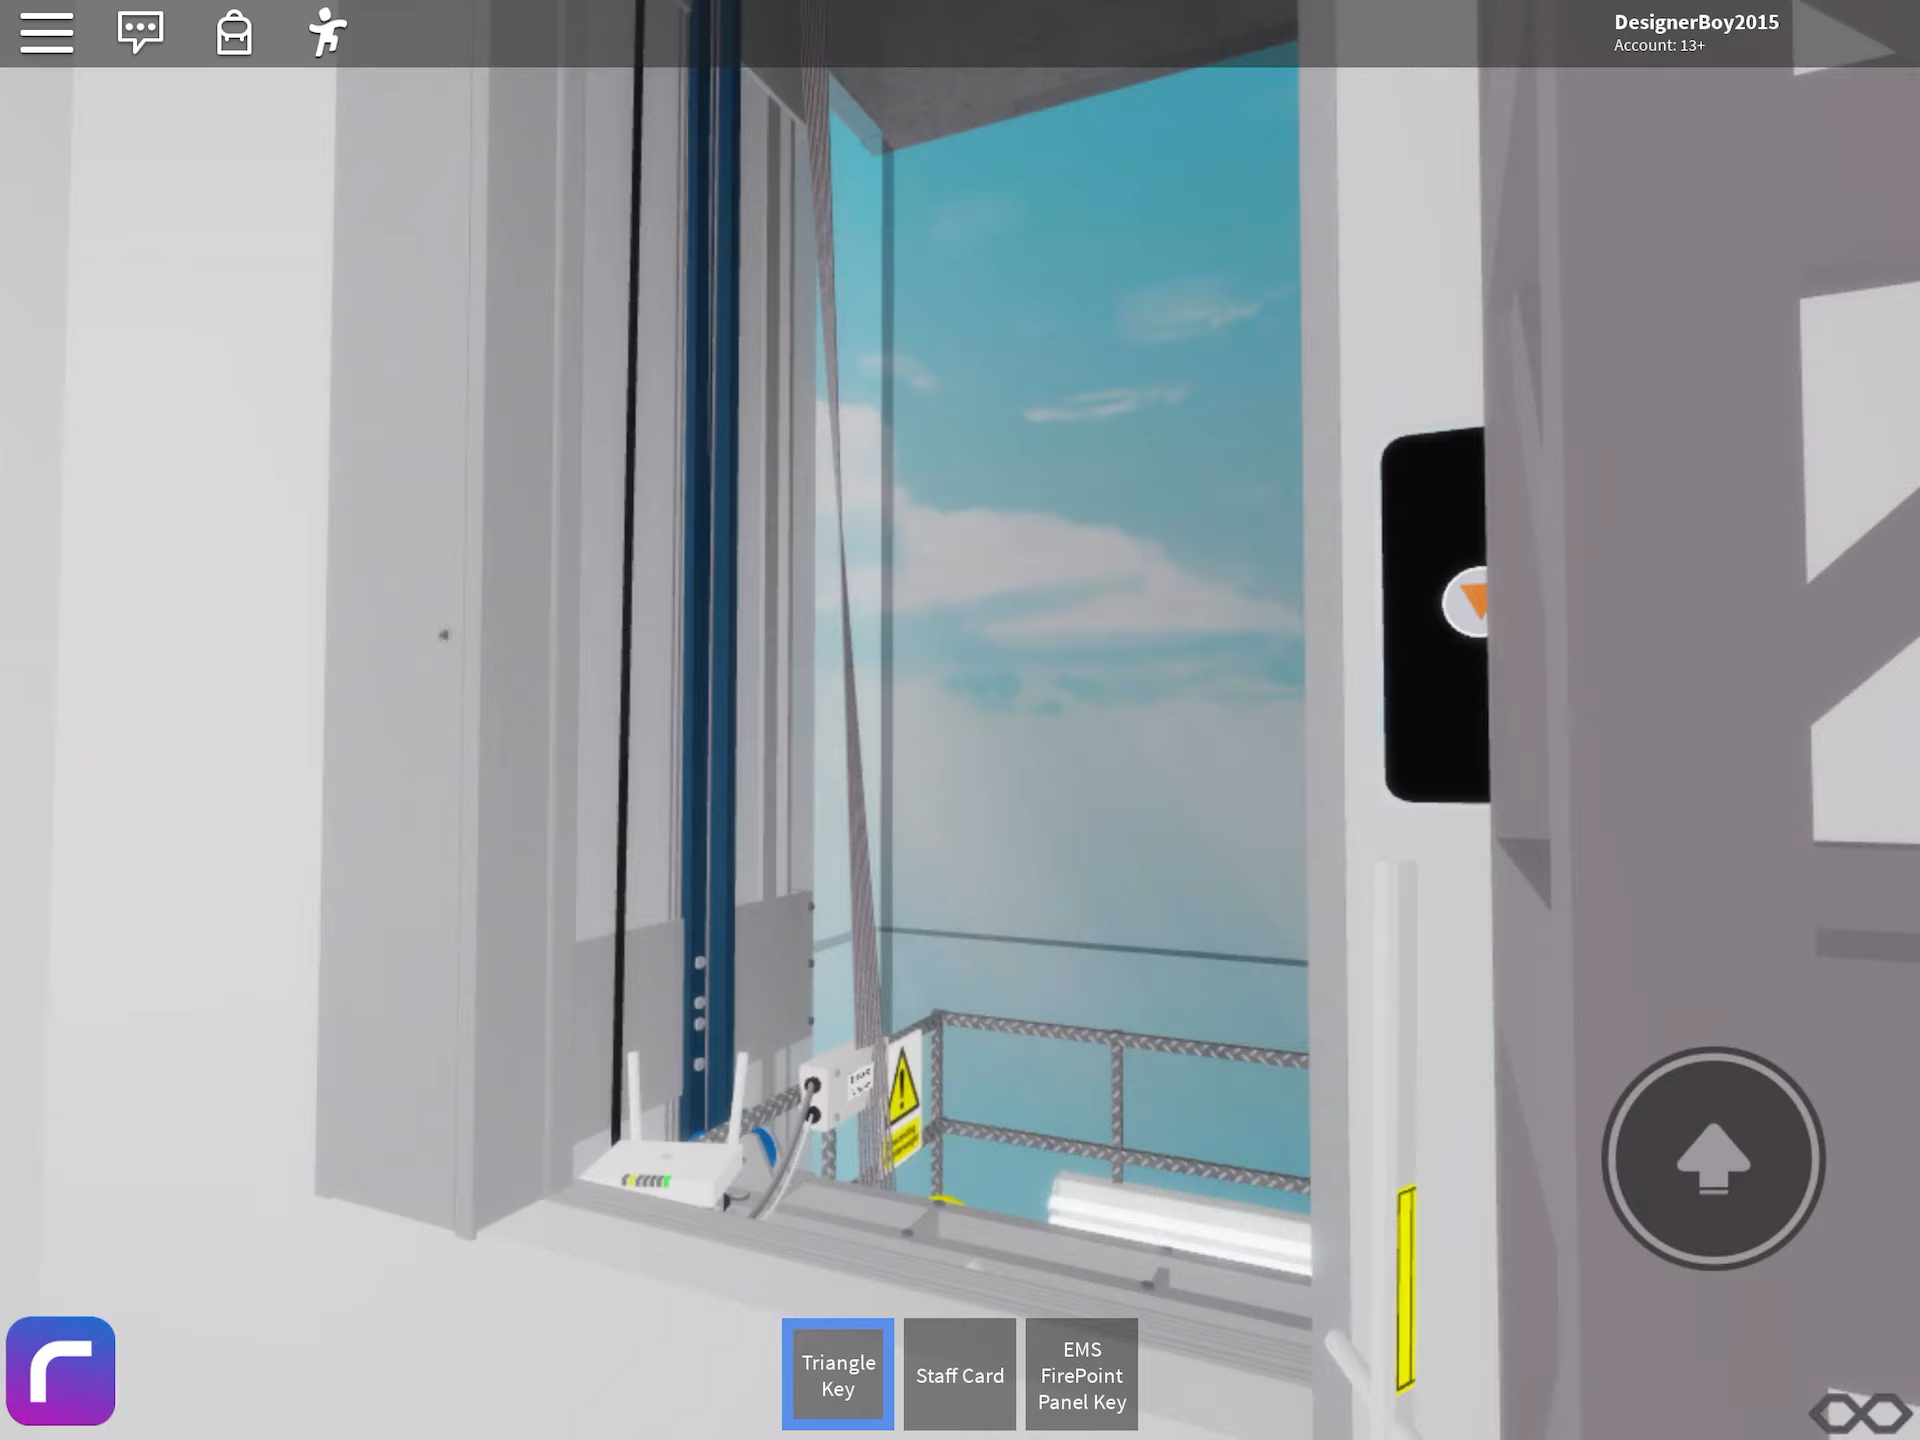 DesignerBoy2015
Account: 13+
Triangle
Key
Staff Card
EMS
FirePoint
Panel Key